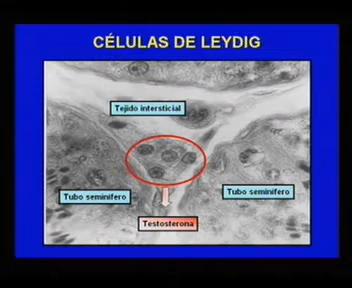 CÉLULAS DE LEYDIG
Tejido intersticial
Tubo seminífero
Tubo seminífero
Testosterona